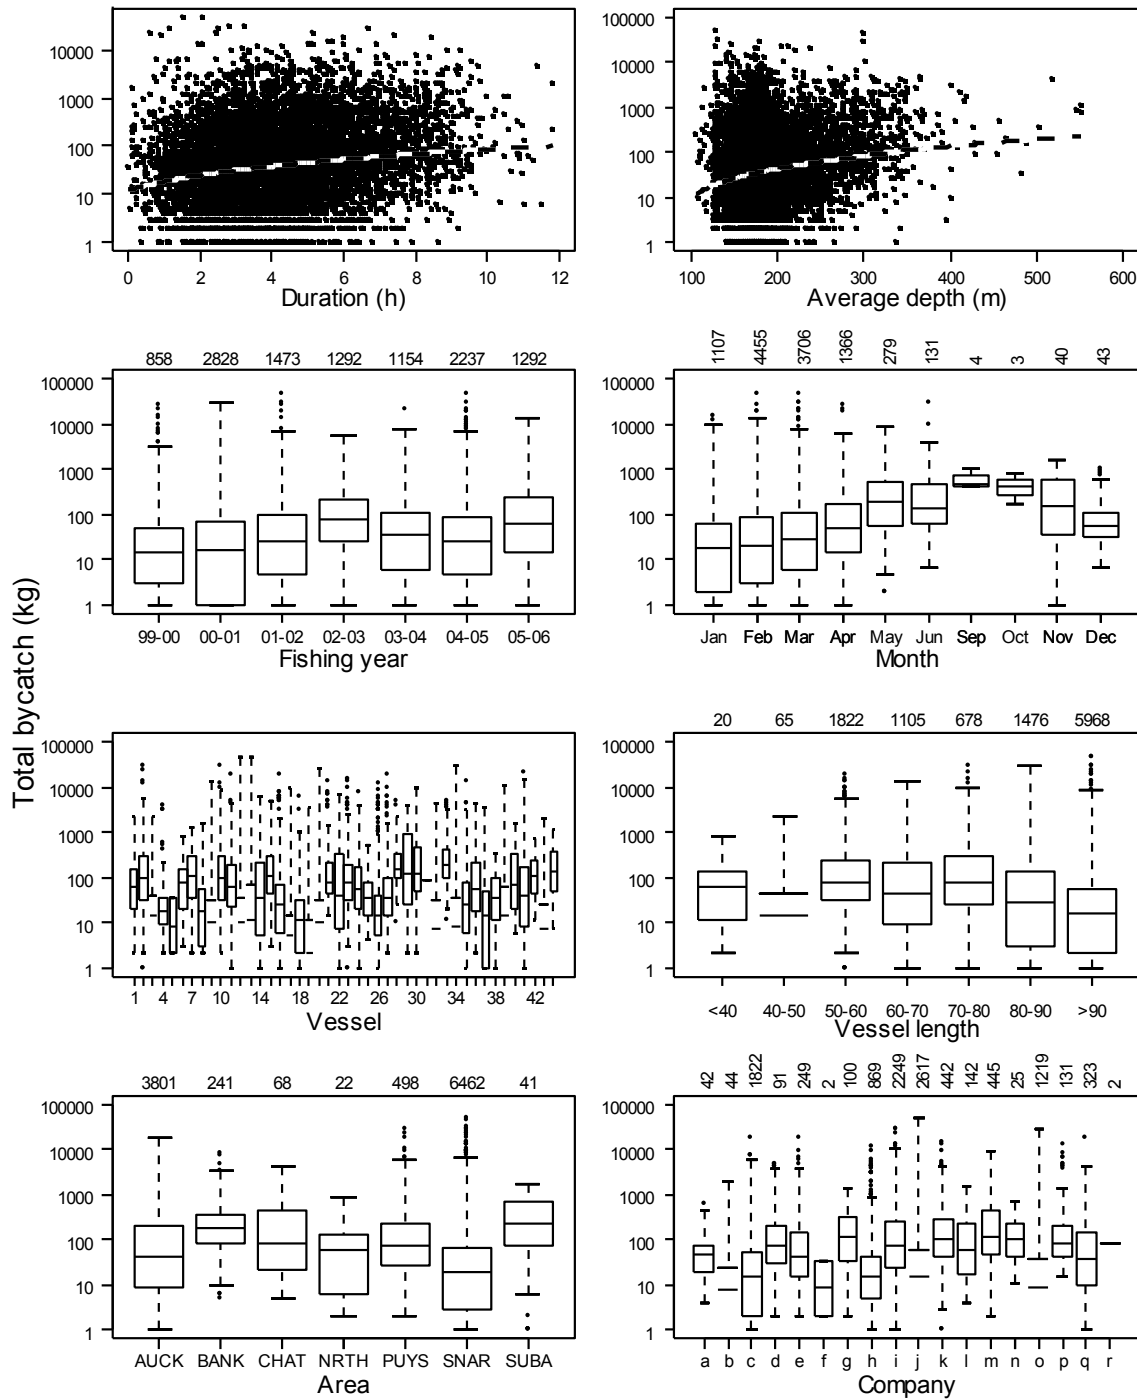 Total bycatch (kg)
10000
1000
100
10
1
0 2 4 6 8 10 12
Duration (h)
100000
10000
1000
100
10
1
100 200 300 400 500 600
Average depth (m)
858 2828 1473 1292 1154 2237 1292
100000
10000
1000
100
10
1
99-00 00-01 01-02 02-03 03-04 04-05 05-06
Fishing year
1107 4455 3706 1366 279 131 4 3 40 43
100000
10000
1000
100
10
1
Jan Feb Mar Apr May Jun Sep Oct Nov Dec
Month
100000
10000
1000
100
10
1
1 4 7 10 14 18 22 26 30 34 38 42
Vessel
20 65 1822 1105 678 1476 5968
100000
10000
1000
100
10
1
<40 40-50 50-60 60-70 70-80 80-90 >90
Vessel length
3801 241 68 22 498 6462 41
100000
10000
1000
100
10
1
AUCK BANK CHAT NRTH PUYS SNAR SUBA
Area
42 44 1822 91 249 2 100 869 2249 2617 442 142 445 25 1219 131 323 2
100000
10000
1000
100
10
1
a b c d e f g h i j k l m n o p q r
Company